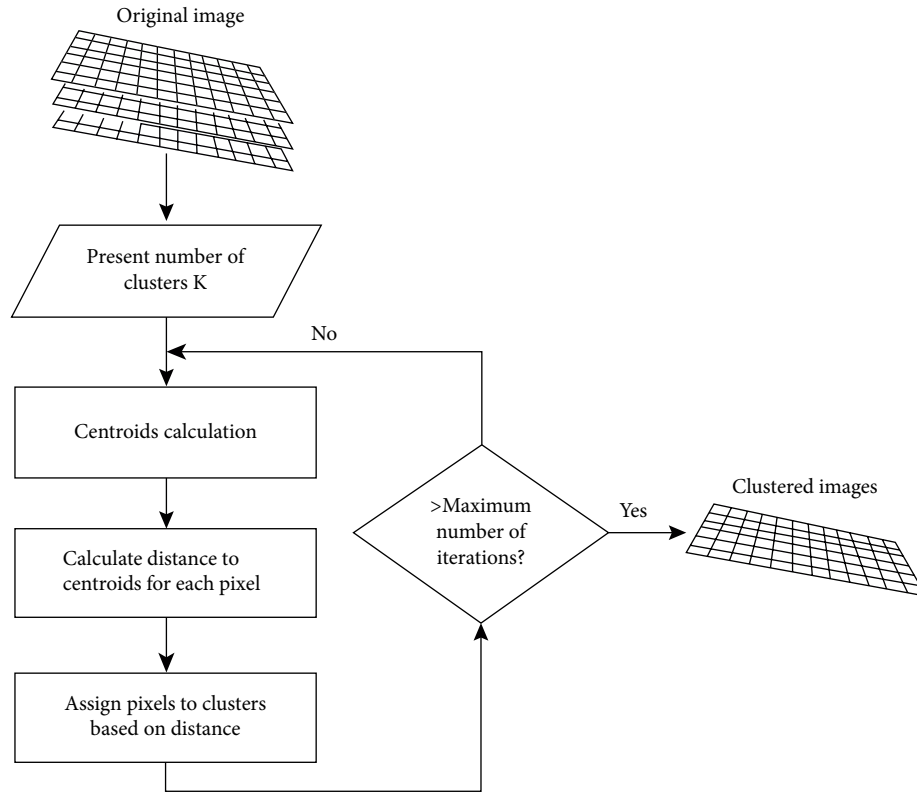 Original image
Present number of
clusters K
No
Centroids calculation
>Maximum
number of
iterations?
Yes
Clustered images
Calculate distance to
centroids for each pixel
Assign pixels to clusters
based on distance